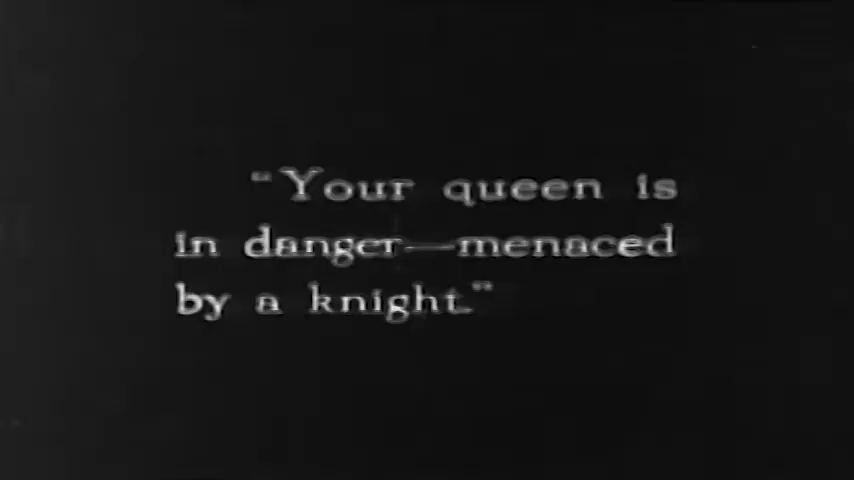 "Your queen is
in danger—menaced
by a knight."